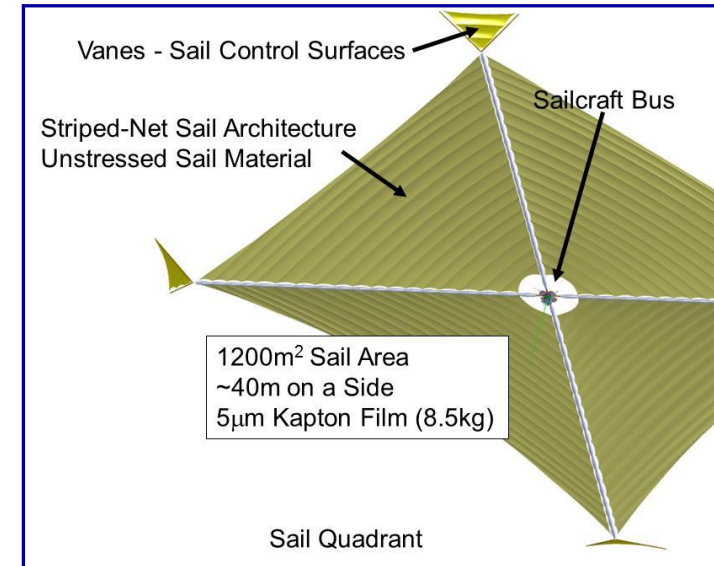 Vanes - Sail Control Surfaces
Sailcraft Bus
Striped-Net Sail Architecture
Unstressed Sail Material
1200m² Sail Area
~40m on a Side
5μm Kapton Film (8.5kg)
Sail Quadrant